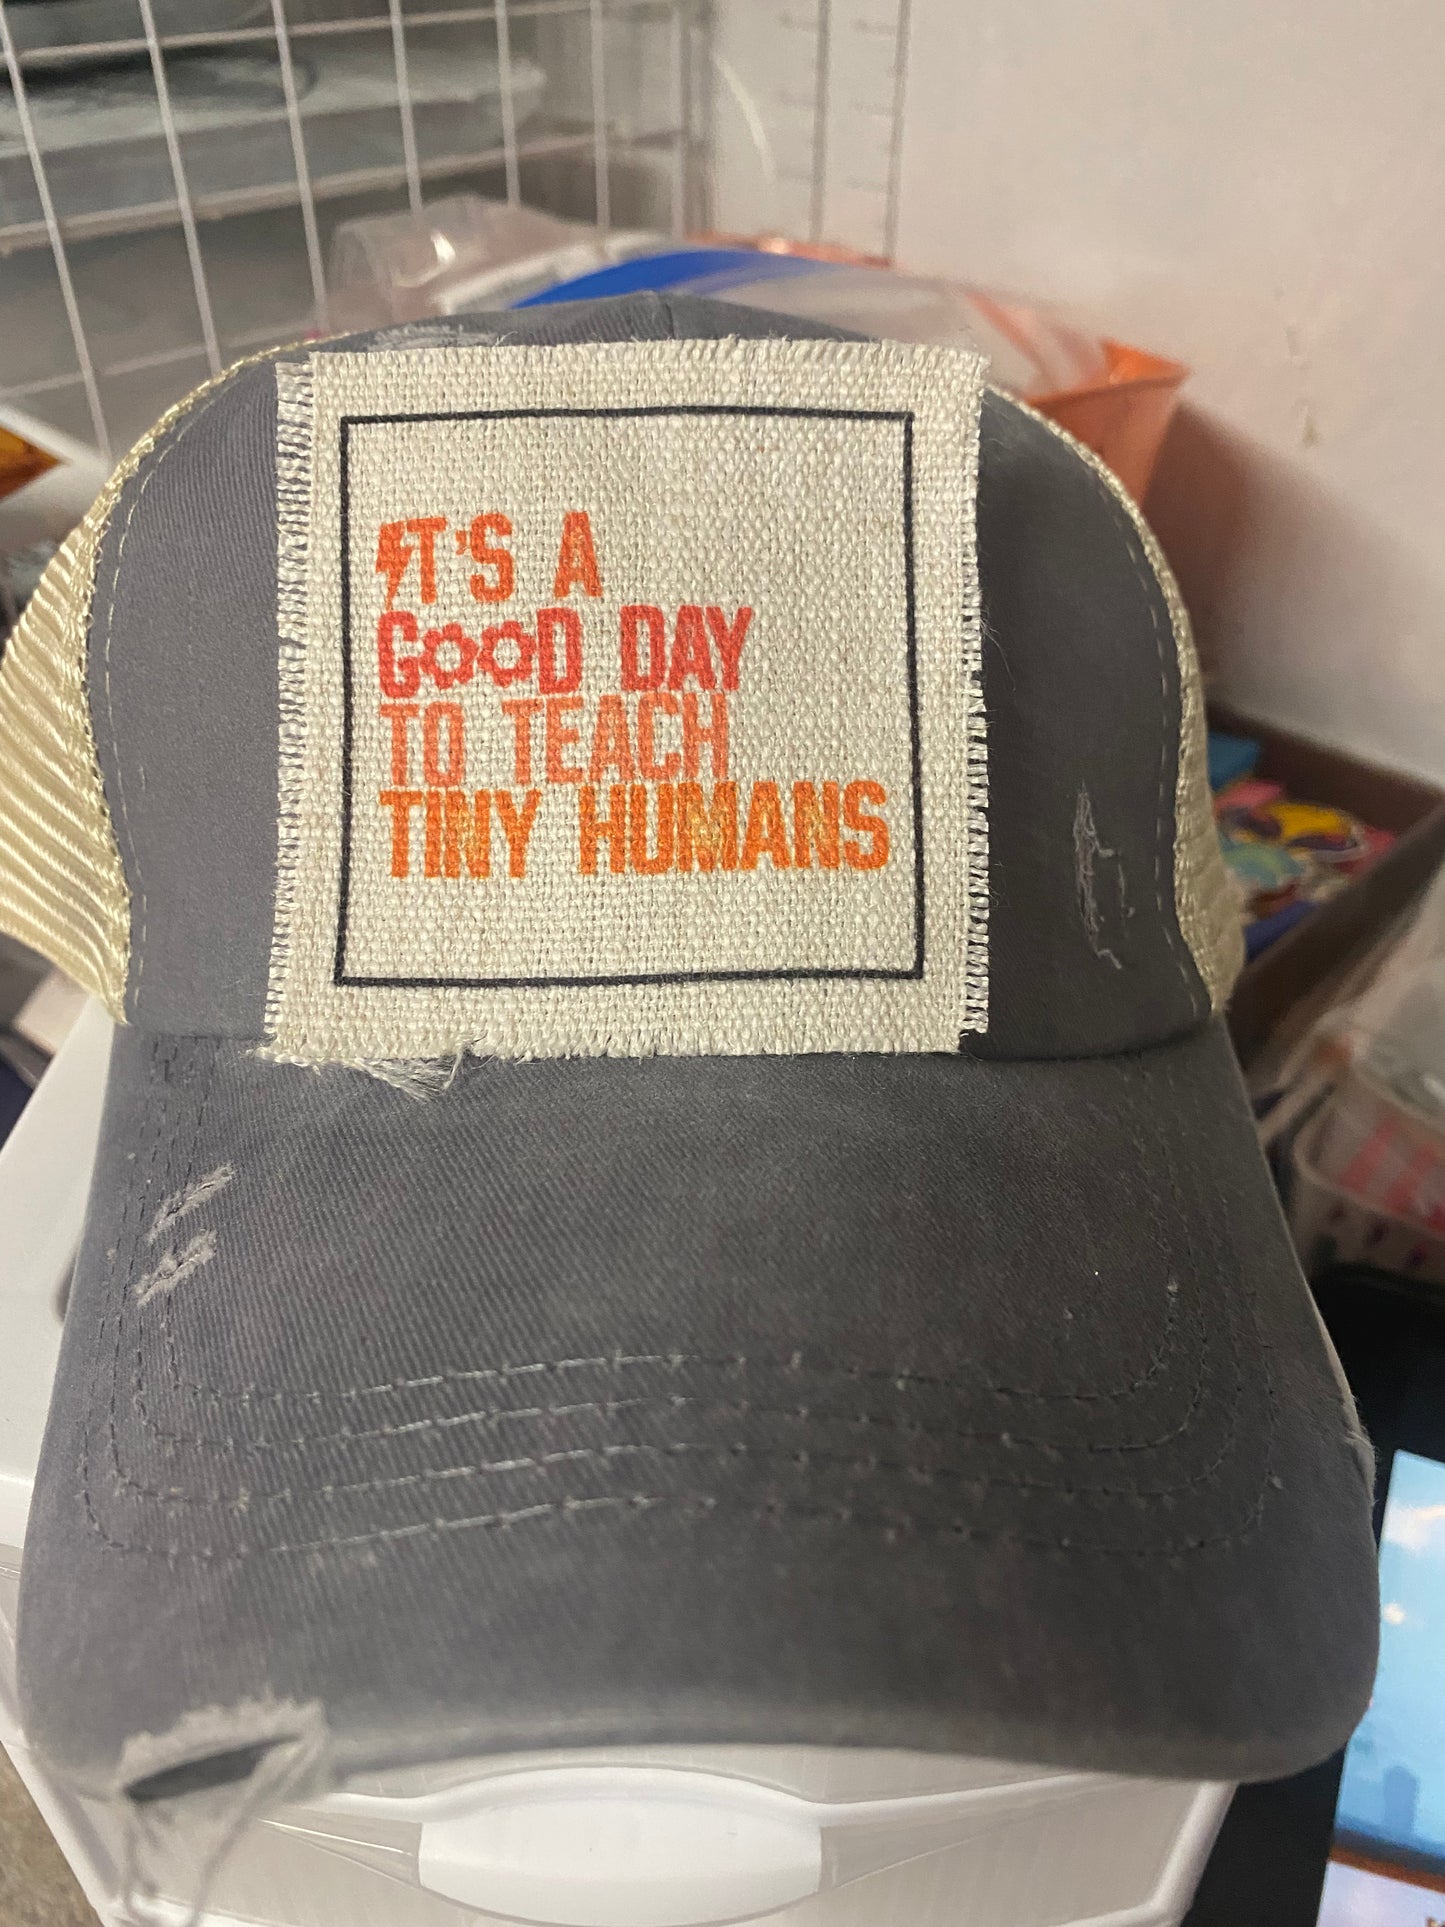 IT'S A
GOOD DAY
TO TEACH
TINY HUMANS